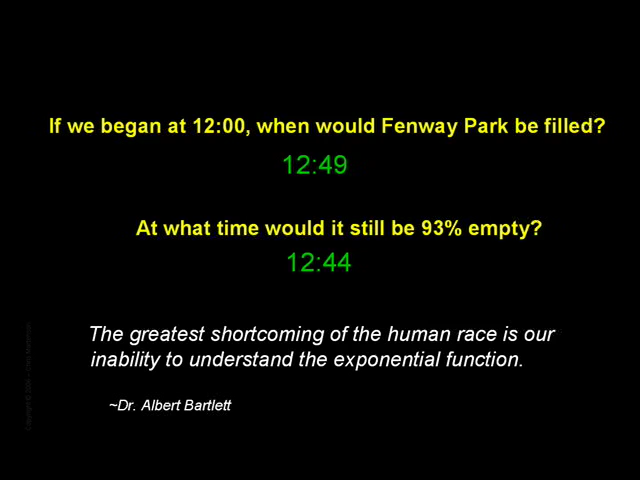 If we began at 12:00, when would Fenway Park be filled?
12:49
At what time would it still be 93% empty?
12:44
The greatest shortcoming of the human race is our
inability to understand the exponential function.
~Dr. Albert Bartlett